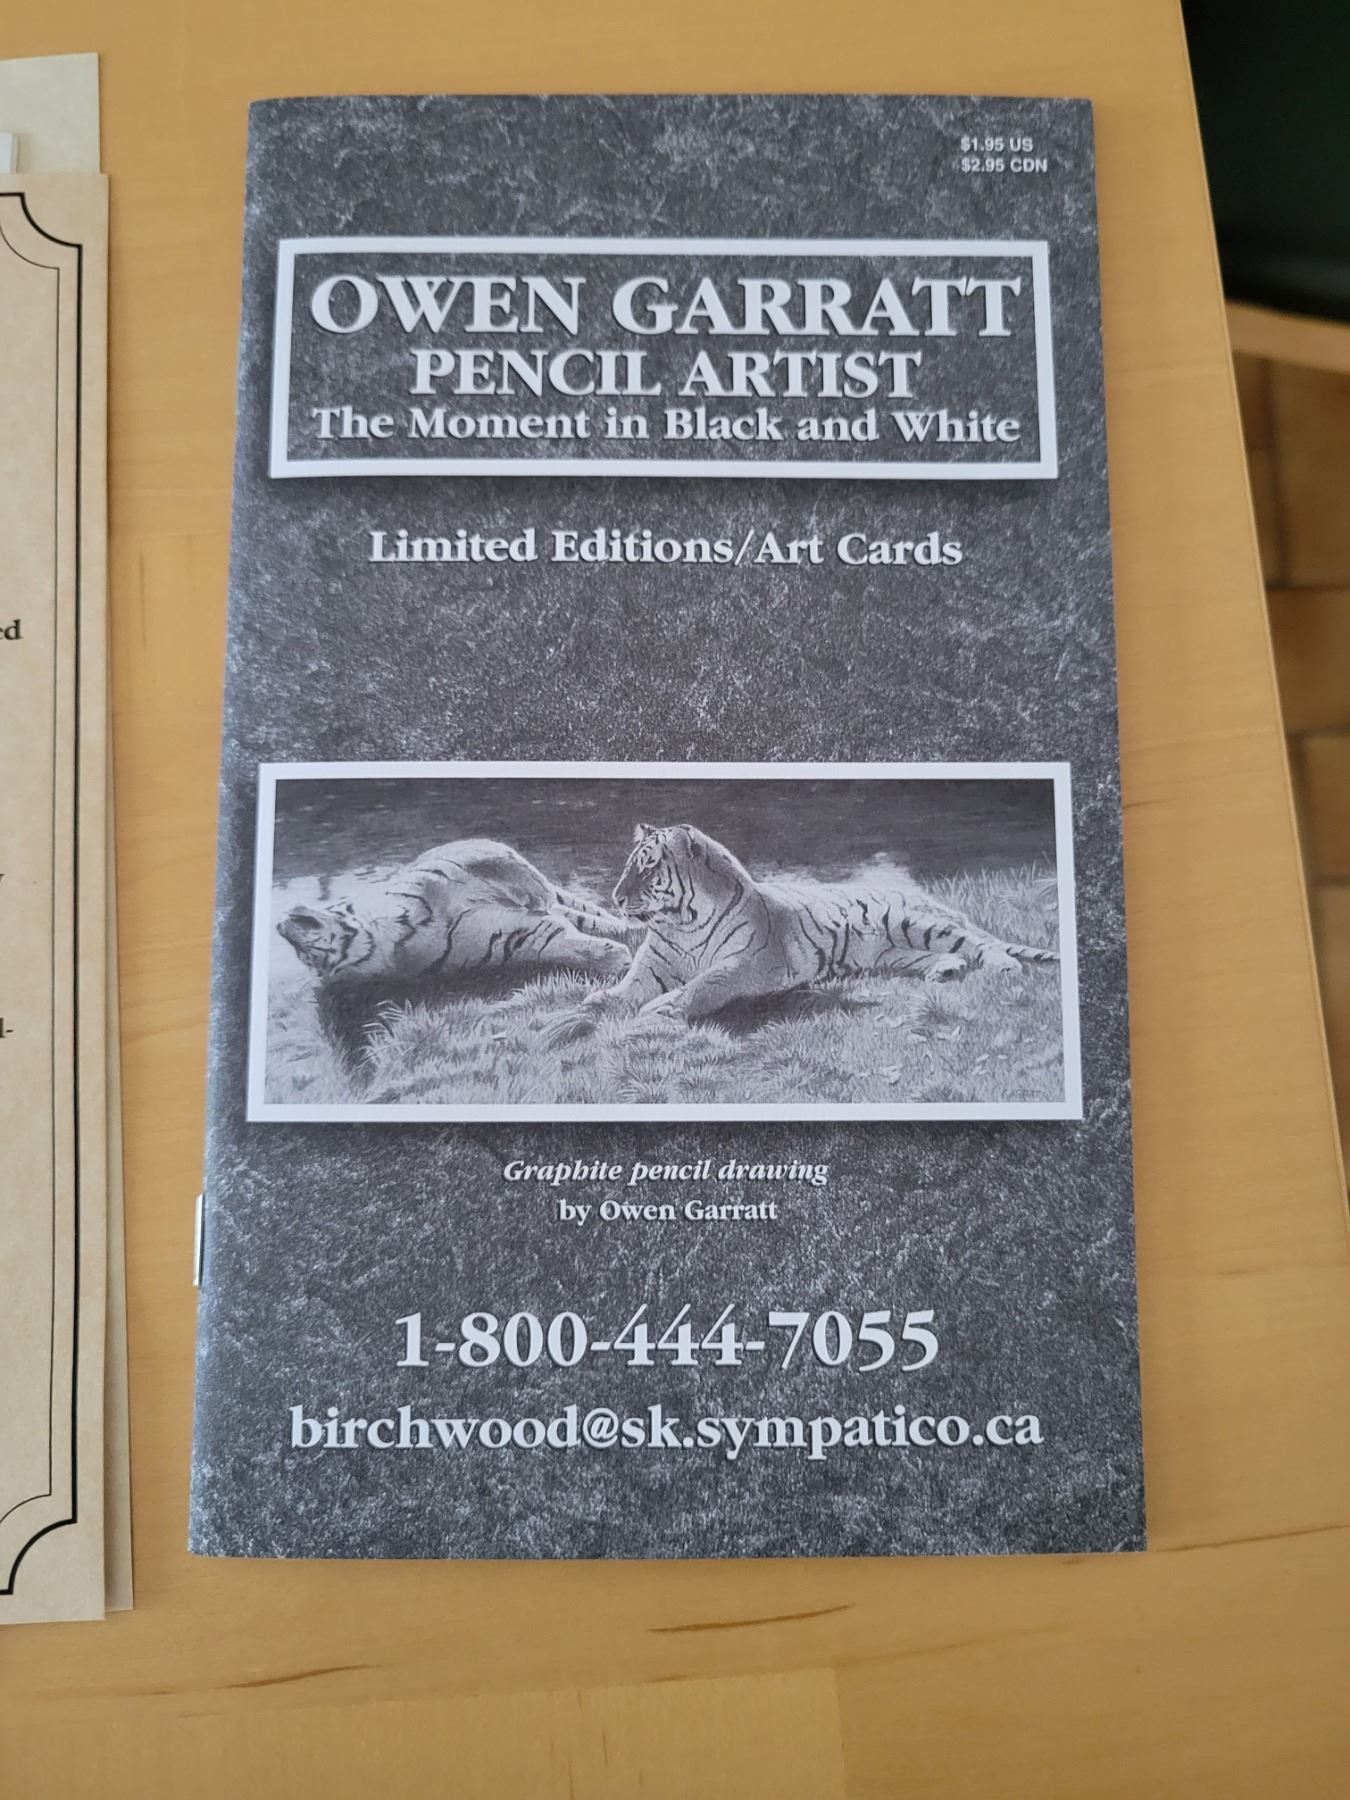 $1.95 US
$2.95 CDN
OWEN GARRATT
PENCIL ARTIST
The Moment in Black and White
Limited Editions/Art Cards
Graphite pencil drawing
by Owen Garratt
1-800-444-7055
birchwood@sk.sympatico.ca